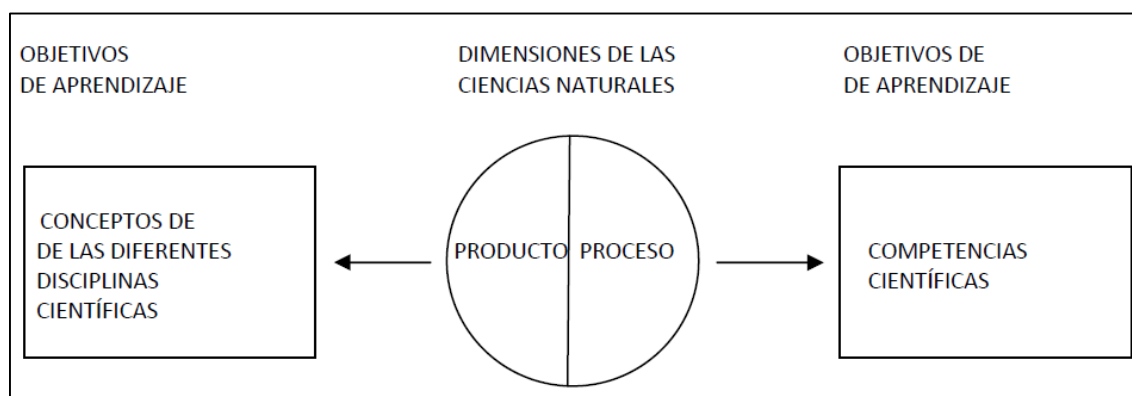 OBJETIVOS
DE APRENDIZAJE
DIMENSIONES DE LAS
CIENCIAS NATURALES
OBJETIVOS DE
DE APRENDIZAJE
CONCEPTOS DE
DE LAS DIFERENTES
DISCIPLINAS
CIENTÍFICAS
PRODUCTO
PROCESO
COMPETENCIAS
CIENTÍFICAS